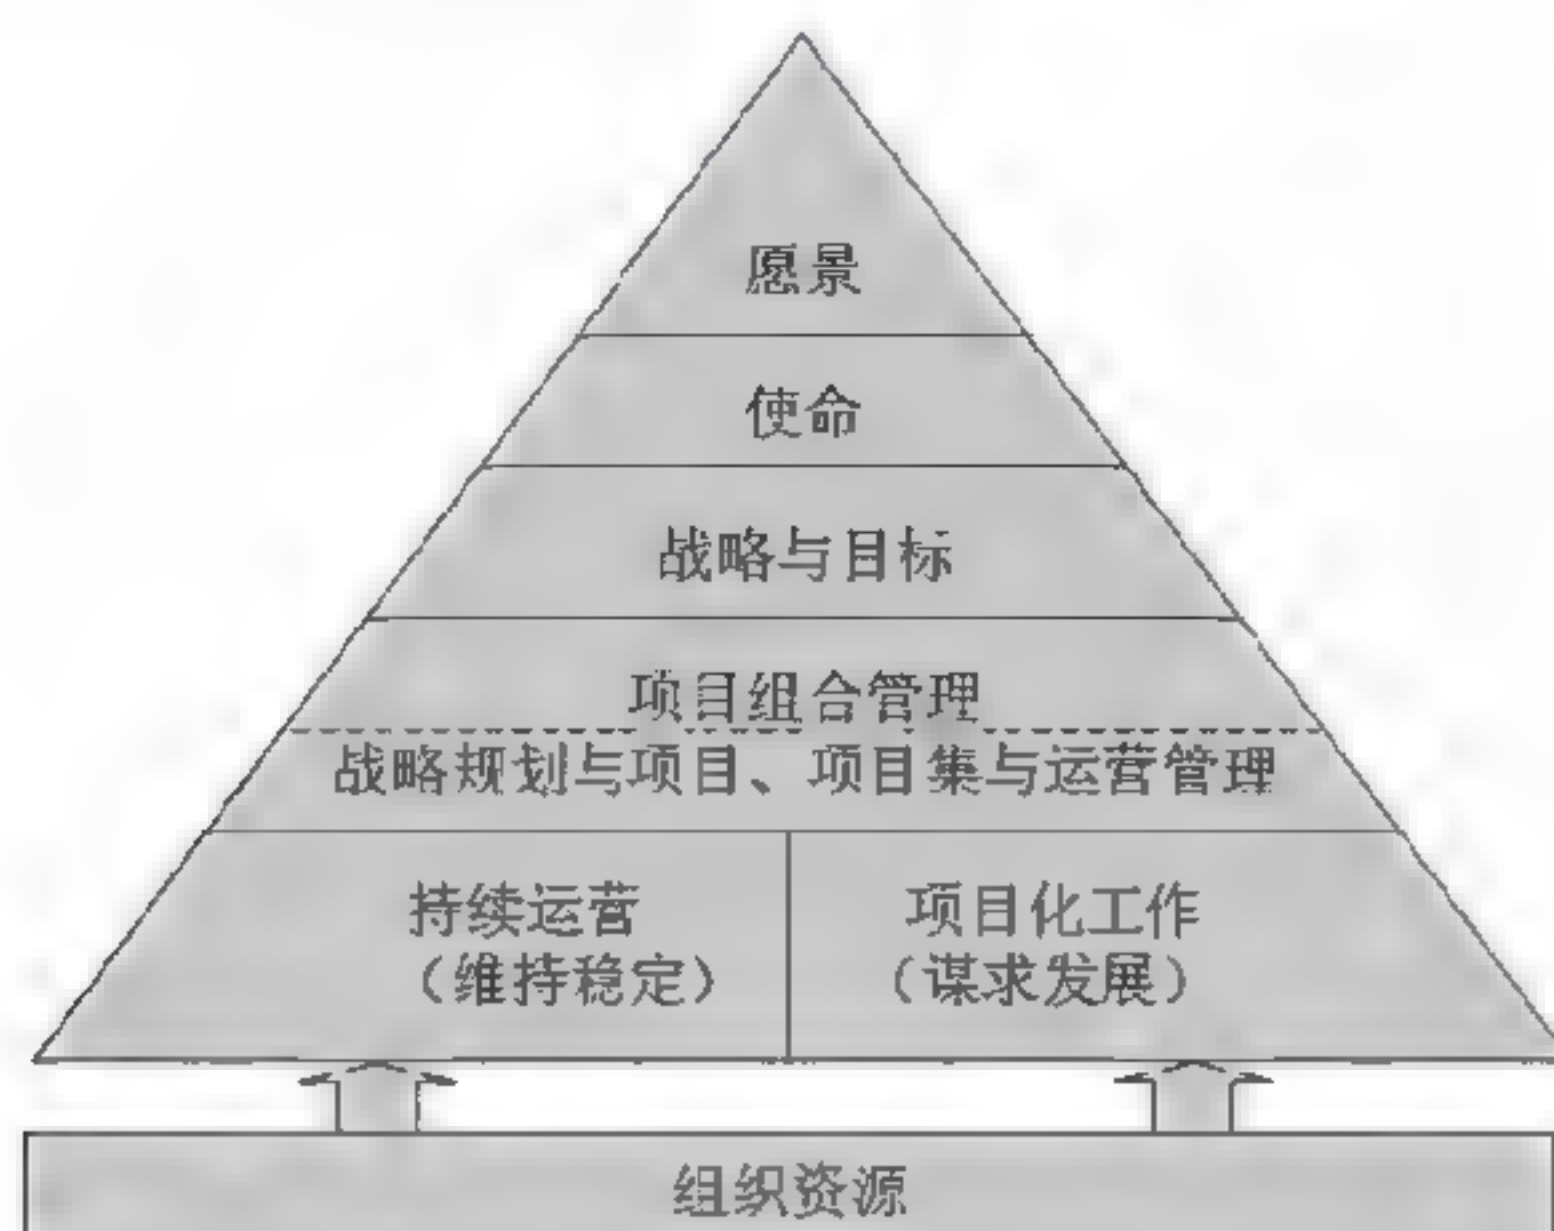 愿景
使命
战略与目标
项目组合管理
战略规划与项目、项目集与运营管理
持续运营
（维持稳定）
项目化工作
（谋求发展）
组织资源